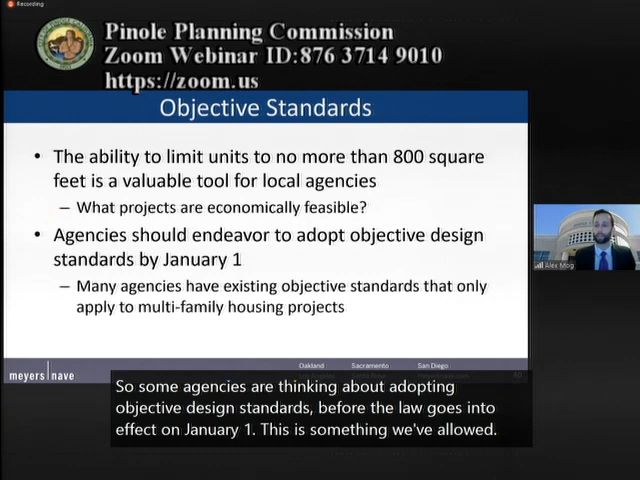 Recording
Pinole Planning Commission
Zoom Webinar ID:876 3714 9010
https://zoom.us
Objective Standards
• The ability to limit units to no more than 800 square
feet is a valuable tool for local agencies
– What projects are economically feasible?
• Agencies should endeavor to adopt objective design
standards by January 1
– Many agencies have existing objective standards that only
apply to multi-family housing projects
Alex Mog
meyers | nave
Oakland Sacramento San Diego
So some agencies are thinking about adopting
objective design standards, before the law goes into
effect on January 1. This is something we've allowed.